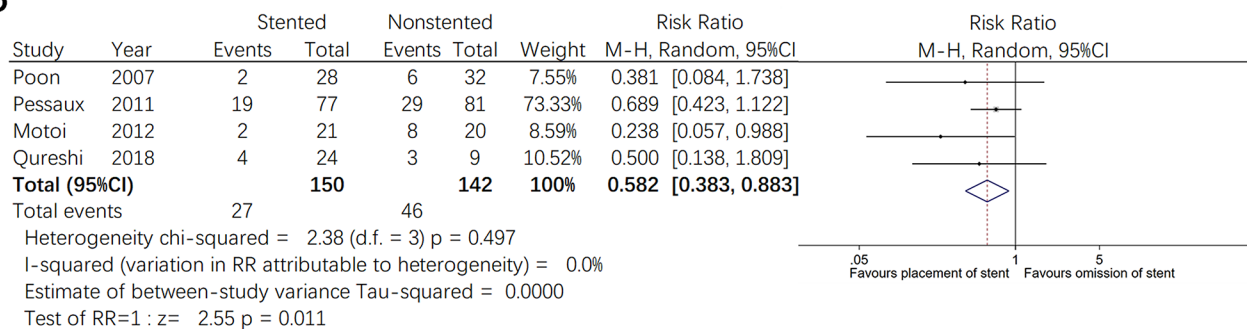 Stented Nonstented Risk Ratio Risk Ratio
Study Year Events Total Events Total Weight M-H, Random, 95%CI M-H, Random, 95%CI
Poon 2007 2 28 6 32 7.55% 0.381 [0.084, 1.738]
Pessaux 2011 19 77 29 81 73.33% 0.689 [0.423, 1.122]
Motoi 2012 2 21 8 20 8.59% 0.238 [0.057, 0.988]
Qureshi 2018 4 24 3 9 10.52% 0.500 [0.138, 1.809]
Total (95%CI) 150 142 100% 0.582 [0.383, 0.883]
Total events 27 46
Heterogeneity chi-squared = 2.38 (d.f. = 3) p = 0.497
I-squared (variation in RR attributable to heterogeneity) = 0.0%
Estimate of between-study variance Tau-squared = 0.0000
Test of RR=1 : z= 2.55 p = 0.011
.05 1 5
Favours placement of stent Favours omission of stent